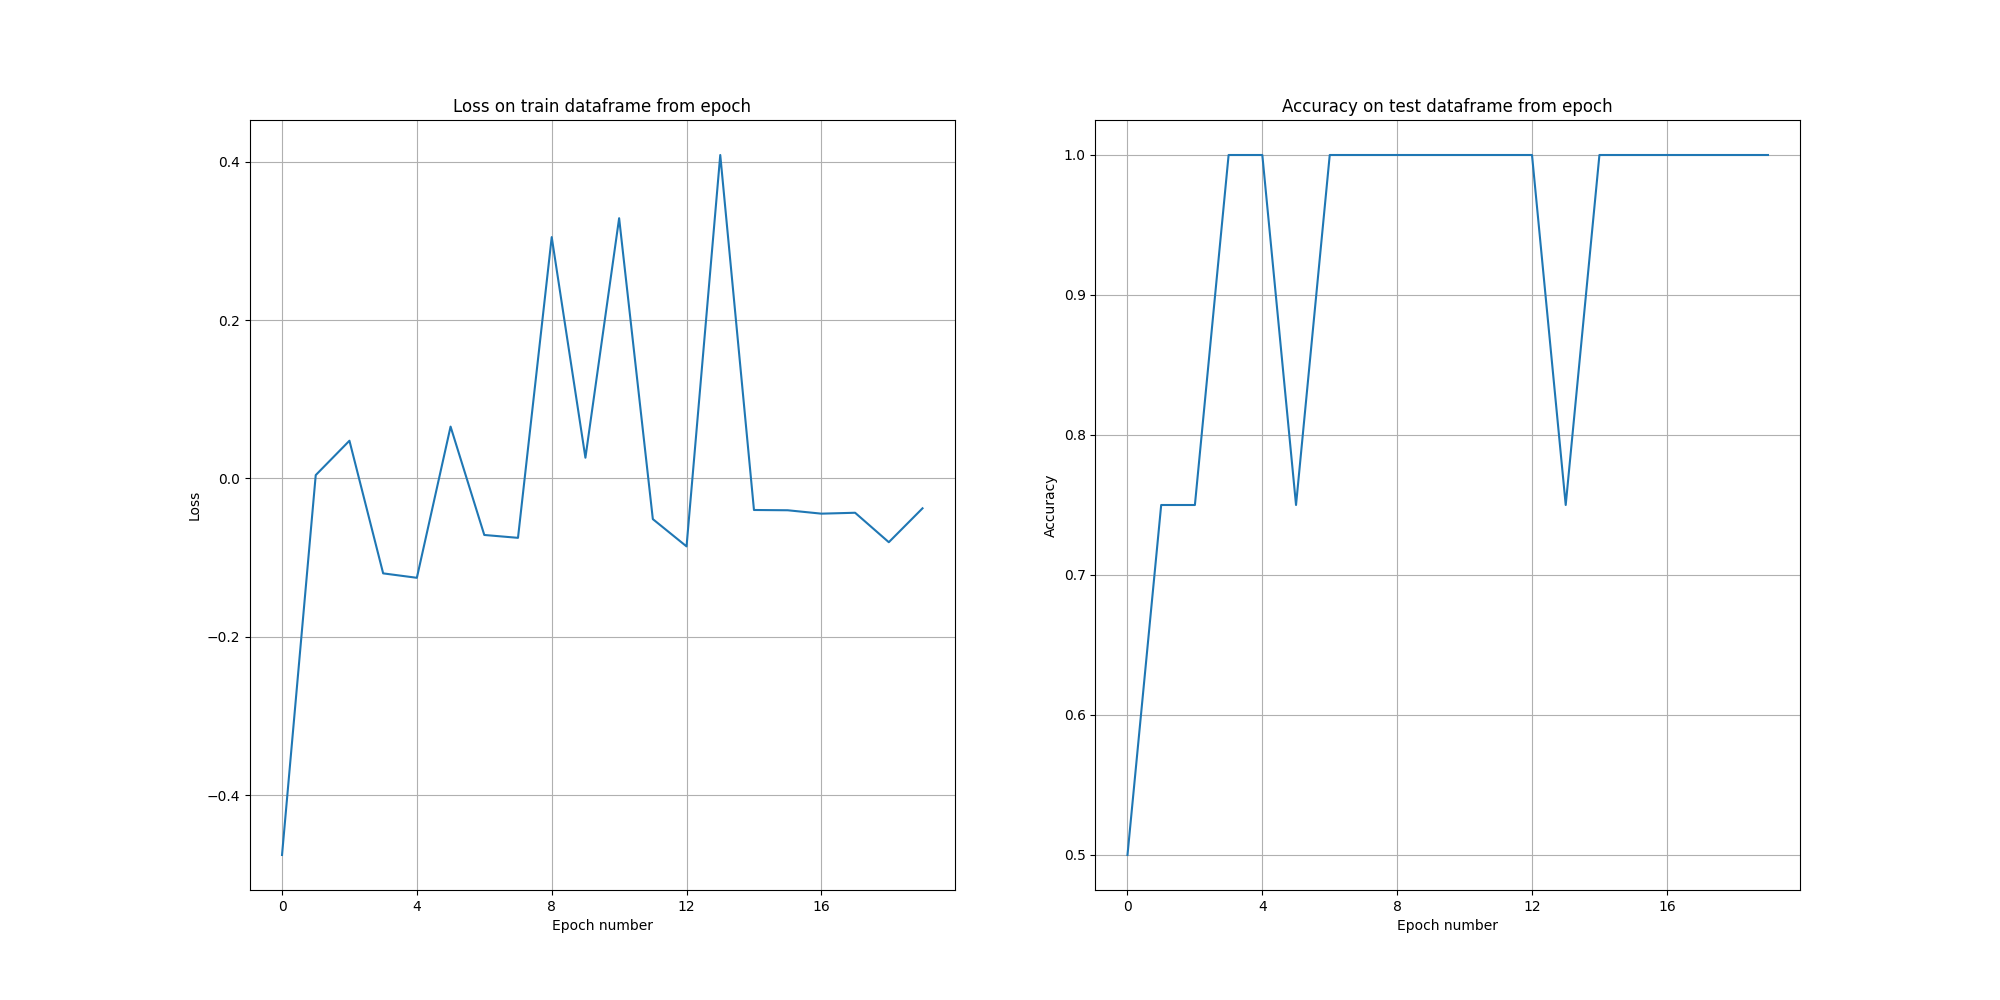 Loss on train dataframe from epoch
0.4
0.2
0.0
−0.2
−0.4
Loss
0 4 8 12 16
Epoch number
Accuracy on test dataframe from epoch
1.0
0.9
0.8
0.7
0.6
0.5
Accuracy
0 4 8 12 16
Epoch number